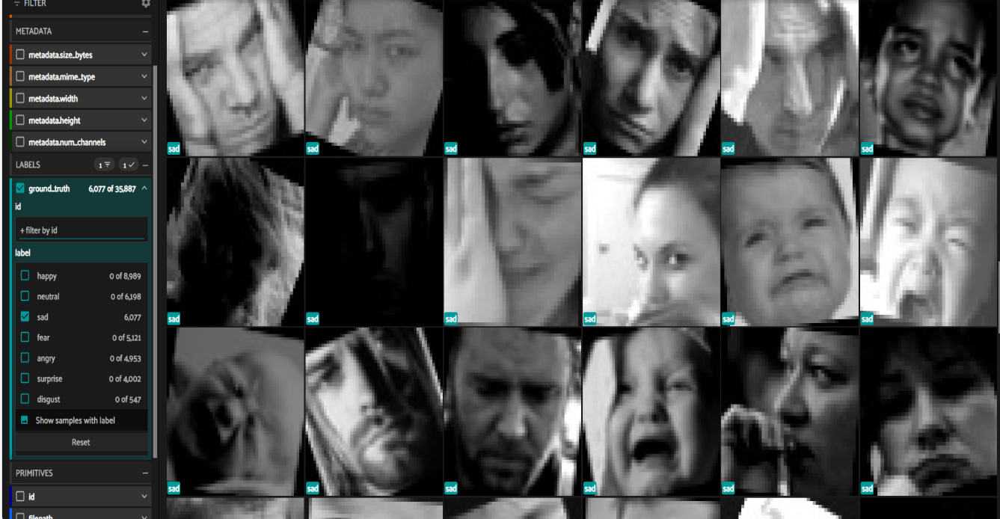 FILTER
METADATA
metadata.size_bytes
metadata.mime_type
metadata.width
metadata.height
metadata.num_channels
LABELS 1 1
ground_truth 6,077 of 35,887
id
+ filter by id
label
happy 0 of 8,989
neutral 0 of 6,198
sad 6,077
fear 0 of 5,121
angry 0 of 4,953
surprise 0 of 4,002
disgust 0 of 547
Show samples with label
Reset
PRIMITIVES
id
filepath
sad sad sad sad sad sad
sad sad sad sad sad sad
sad sad sad sad sad sad